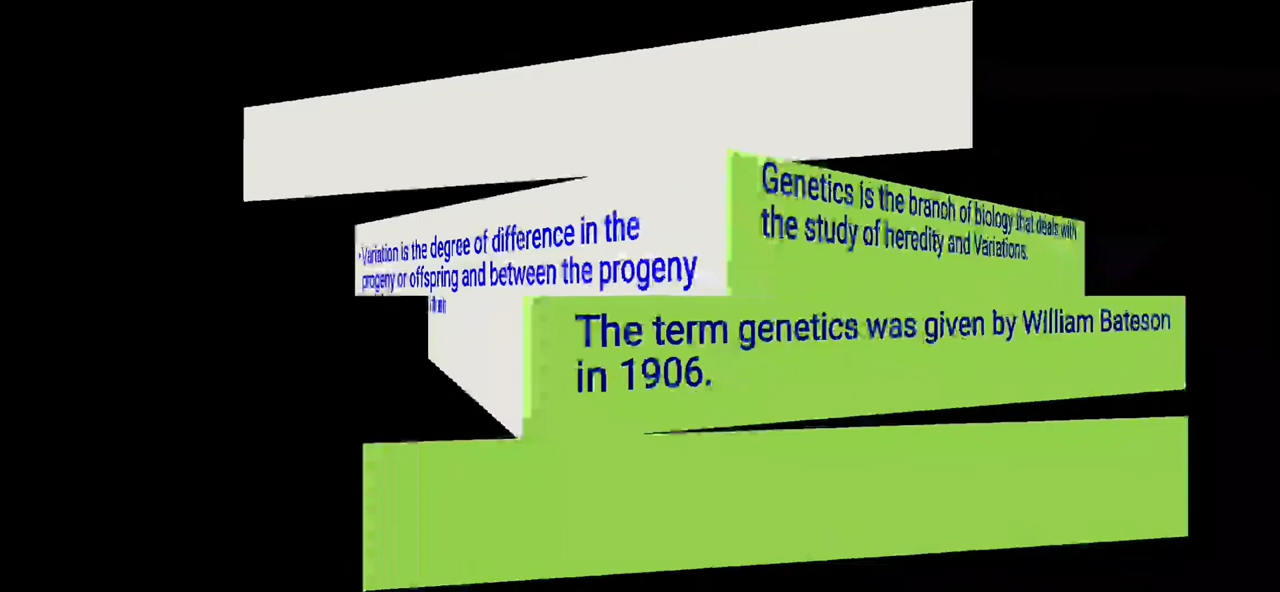 Genetics is the branch of biology that deals with
the study of heredity and Variations.
•Variation is the degree of difference in the
progeny or offspring and between the progeny
The term genetics was given by William Bateson
in 1906.